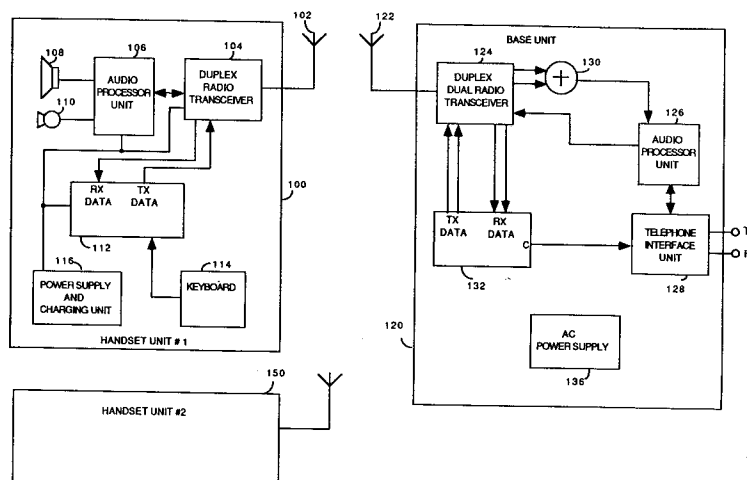 102
122
108
106
104
AUDIO
PROCESSOR
UNIT
DUPLEX
RADIO
TRANSCEIVER
110
RX
DATA
TX
DATA
112
100
116
POWER SUPPLY
AND
CHARGING UNIT
114
KEYBOARD
HANDSET UNIT # 1
150
HANDSET UNIT #2
BASE UNIT
124
DUPLEX
DUAL RADIO
TRANSCEIVER
130
126
AUDIO
PROCESSOR
UNIT
TX
DATA
RX
DATA
C
132
TELEPHONE
INTERFACE
UNIT
128
T
120
AC
POWER SUPPLY
136